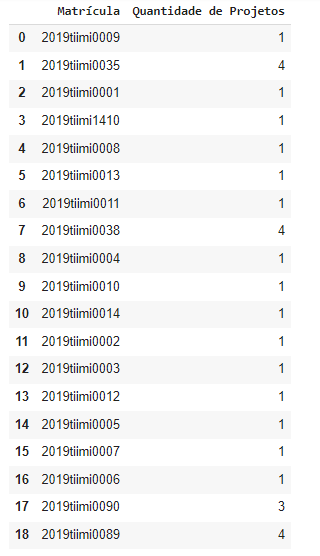 Matrícula Quantidade de Projetos
0 2019tiimi0009 1
1 2019tiimi0035 4
2 2019tiimi0001 1
3 2019tiimi1410 1
4 2019tiimi0008 1
5 2019tiimi0013 1
6 2019tiimi0011 1
7 2019tiimi0038 4
8 2019tiimi0004 1
9 2019tiimi0010 1
10 2019tiimi0014 1
11 2019tiimi0002 1
12 2019tiimi0003 1
13 2019tiimi0012 1
14 2019tiimi0005 1
15 2019tiimi0007 1
16 2019tiimi0006 1
17 2019tiimi0090 3
18 2019tiimi0089 4